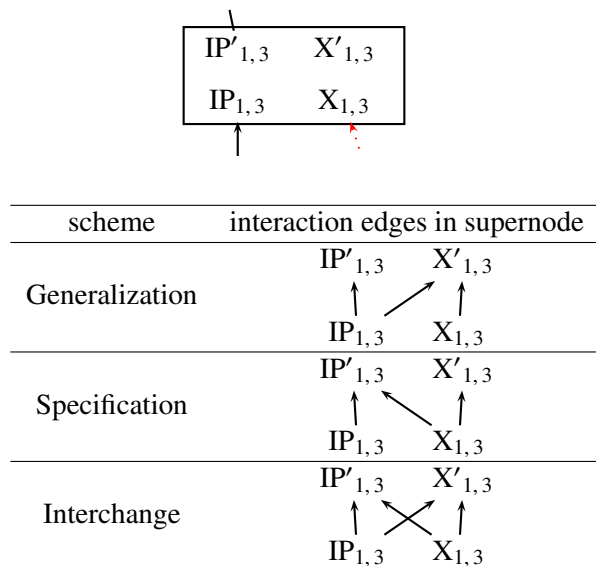 IP'1, 3 X'1, 3
IP1, 3 X1, 3
scheme interaction edges in supernode
IP'1, 3 X'1, 3
Generalization
IP1, 3 X1, 3
IP'1, 3 X'1, 3
Specification
IP1, 3 X1, 3
IP'1, 3 X'1, 3
Interchange
IP1, 3 X1, 3